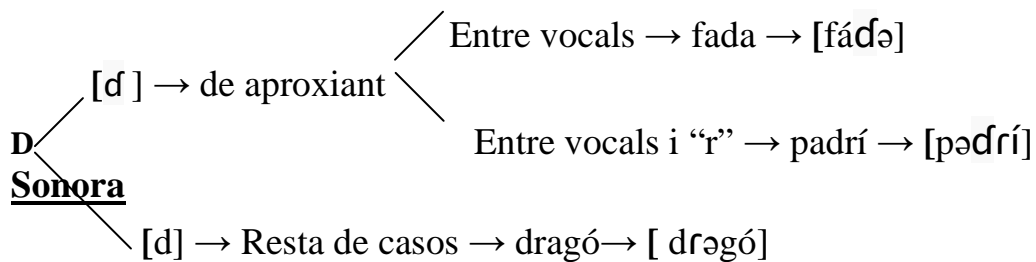 Entre vocals → fada → [fáɗə]
[ɗ ] → de aproxiant
D
Entre vocals i “r” → padrí → [pəɗɾí]
Sonora
[d] → Resta de casos → dragó→ [ dɾəgó]